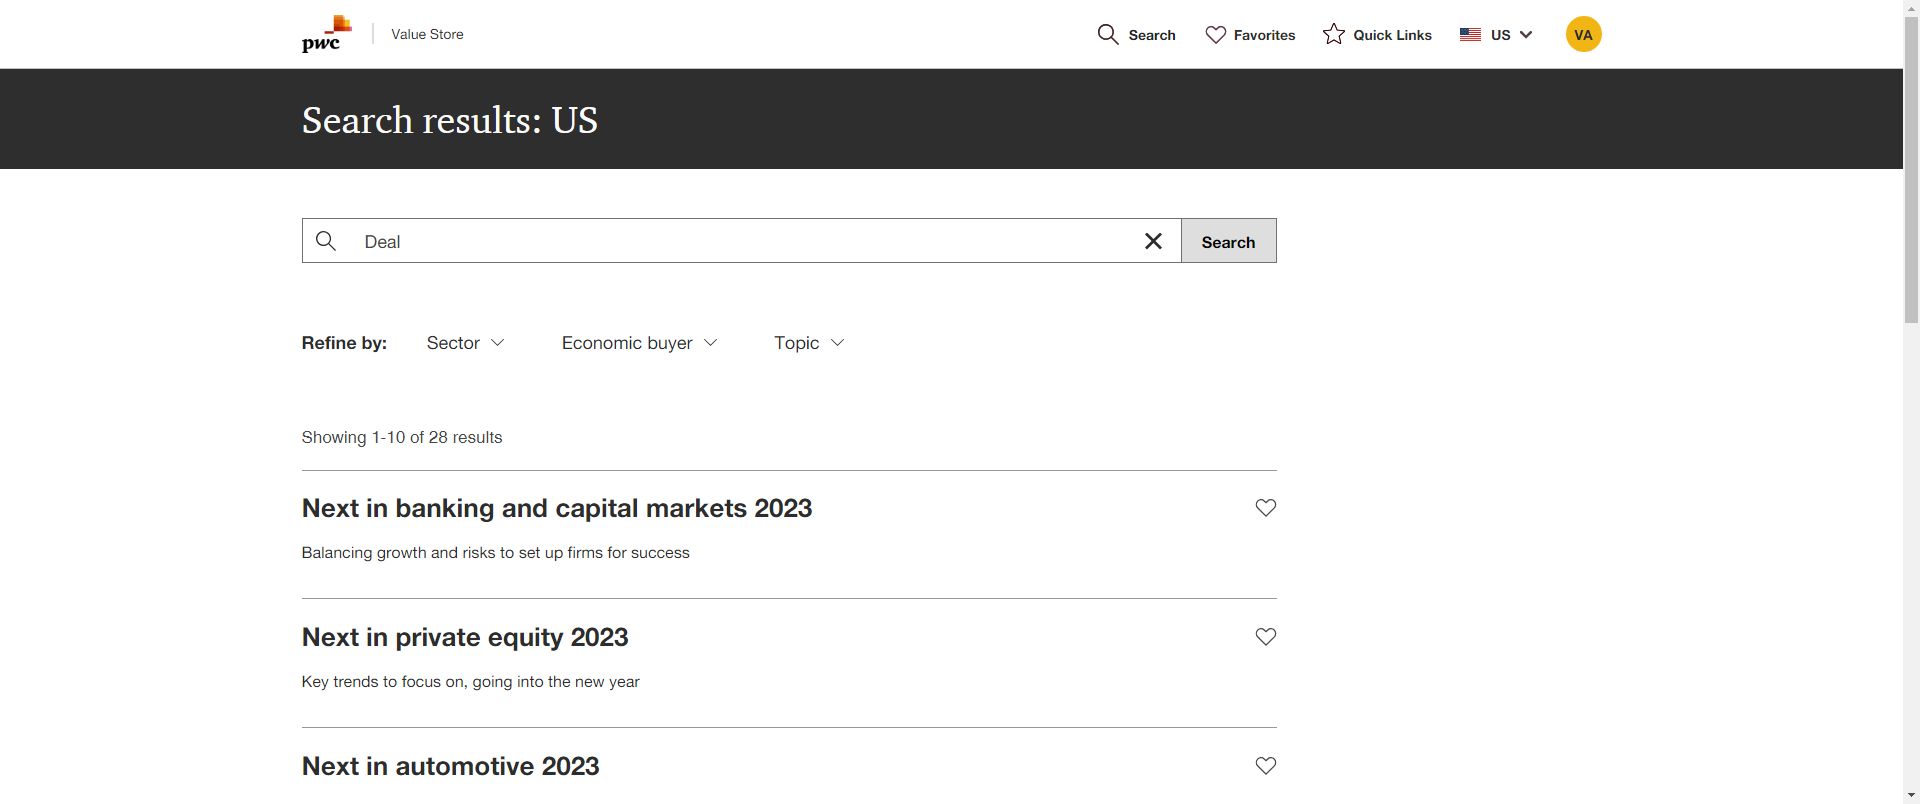 pwc
Value Store
Search
Favorites
Quick Links
US
VA
Search results: US
Deal
Search
Refine by:
Sector
Economic buyer
Topic
Showing 1-10 of 28 results
Next in banking and capital markets 2023
Balancing growth and risks to set up firms for success
Next in private equity 2023
Key trends to focus on, going into the new year
Next in automotive 2023